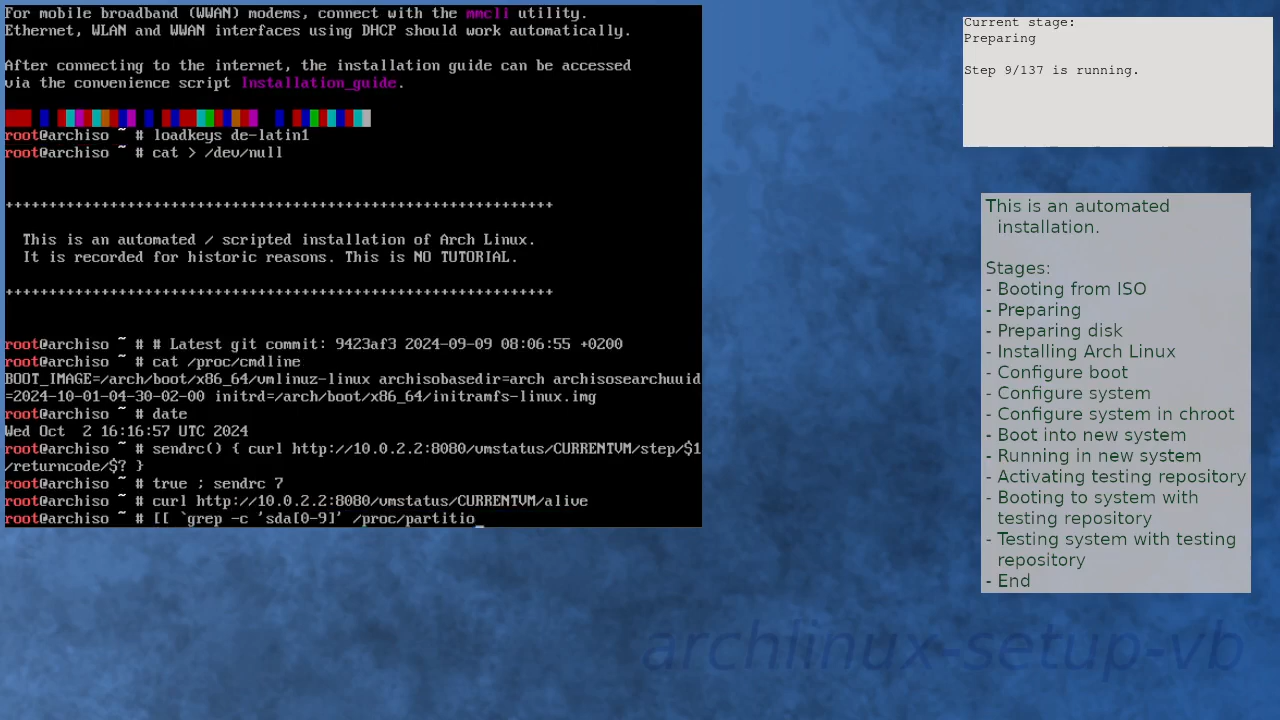 For mobile broadband (WWAN) modems, connect with the mmcli utility.
Ethernet, WLAN and WWAN interfaces using DHCP should work automatically.
After connecting to the internet, the installation guide can be accessed
via the convenience script Installation_guide.
root@archiso ~ # loadkeys de-latin1
root@archiso ~ # cat > /dev/null
+++++++++++++++++++++++++++++++++++++++++++++++++++++++++++++++
This is an automated / scripted installation of Arch Linux.
It is recorded for historic reasons. This is NO TUTORIAL.
+++++++++++++++++++++++++++++++++++++++++++++++++++++++++++++++
root@archiso ~ # # Latest git commit: 9423af3 2024-09-09 08:06:55 +0200
root@archiso ~ # cat /proc/cmdline
BOOT_IMAGE=/arch/boot/x86_64/vmlinuz-linux archisobasedir=arch archisosearchuuid
=2024-10-01-04-30-02-00 initrd=/arch/boot/x86_64/initramfs-linux.img
root@archiso ~ # date
Wed Oct  2 16:16:57 UTC 2024
root@archiso ~ # sendrc() { curl http://10.0.2.2:8080/vmstatus/CURRENTVM/step/$1
/returncode/$? }
root@archiso ~ # true ; sendrc 7
root@archiso ~ # curl http://10.0.2.2:8080/vmstatus/CURRENTVM/alive
root@archiso ~ # [[ `grep -c 'sda[0-9]' /proc/partitio_
Current stage:
Preparing
Step 9/137 is running.
This is an automated
installation.
Stages:
- Booting from ISO
- Preparing
- Preparing disk
- Installing Arch Linux
- Configure boot
- Configure system
- Configure system in chroot
- Boot into new system
- Running in new system
- Activating testing repository
- Booting to system with
testing repository
- Testing system with testing
repository
- End
archlinux-setup-vb